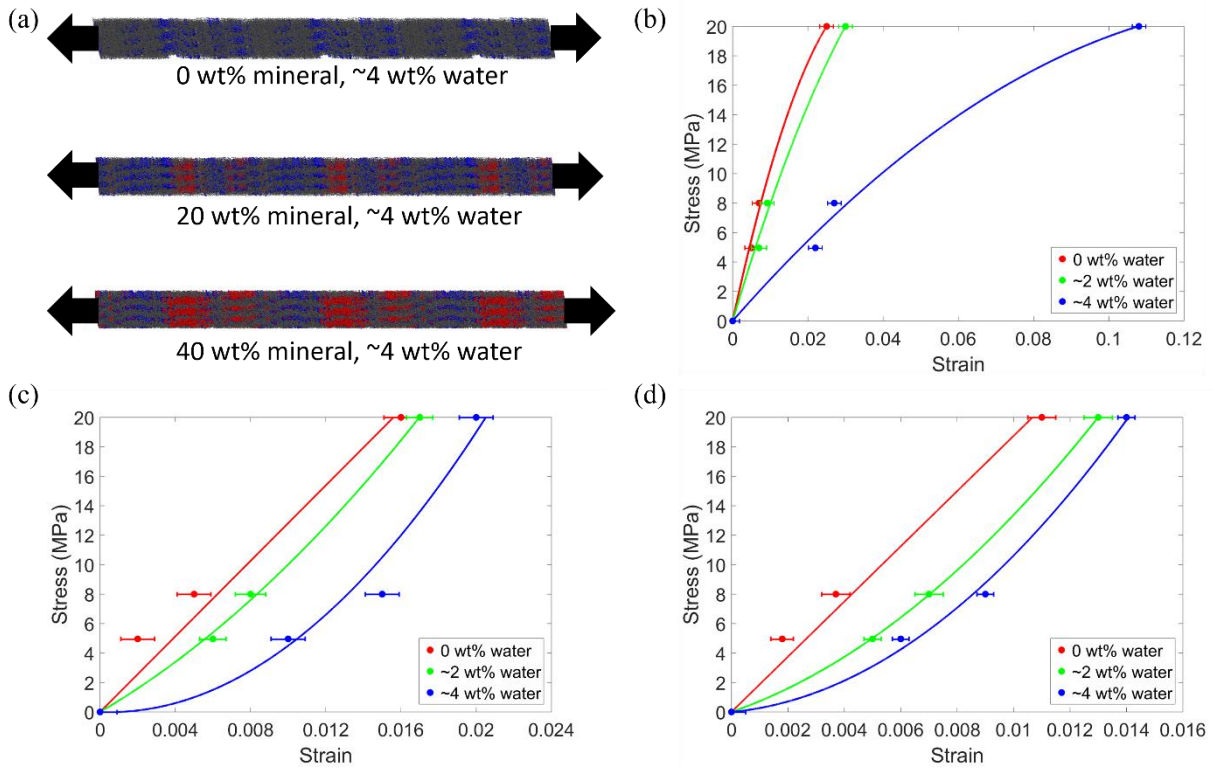 (a)
0 wt% mineral, ~4 wt% water
20 wt% mineral, ~4 wt% water
40 wt% mineral, ~4 wt% water
(b)
20
18
16
14
12
10
8
6
4
2
0
Stress (MPa)
0 wt% water
~2 wt% water
~4 wt% water
0 0.02 0.04 0.06 0.08 0.1 0.12
Strain
(c)
20
18
16
14
12
10
8
6
4
2
0
Stress (MPa)
0 wt% water
~2 wt% water
~4 wt% water
0 0.004 0.008 0.012 0.016 0.02 0.024
Strain
(d)
20
18
16
14
12
10
8
6
4
2
0
Stress (MPa)
0 wt% water
~2 wt% water
~4 wt% water
0 0.002 0.004 0.006 0.008 0.01 0.012 0.014 0.016
Strain